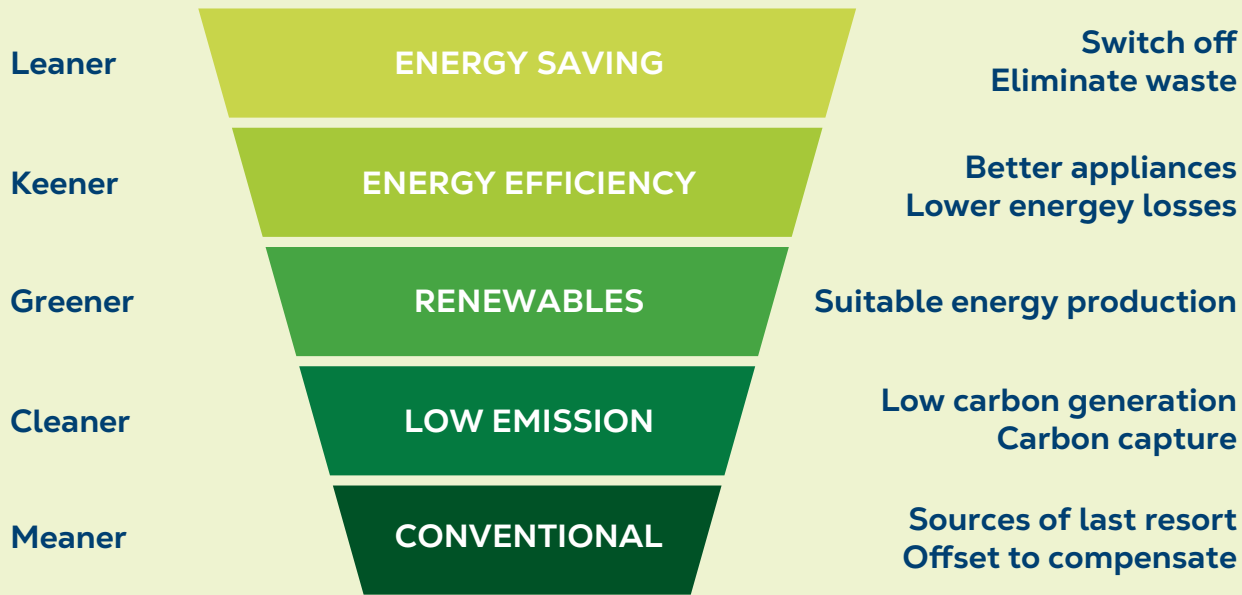 Leaner
ENERGY SAVING
Switch off
Eliminate waste
Keener
ENERGY EFFICIENCY
Better appliances
Lower energey losses
Greener
RENEWABLES
Suitable energy production
Cleaner
LOW EMISSION
Low carbon generation
Carbon capture
Meaner
CONVENTIONAL
Sources of last resort
Offset to compensate